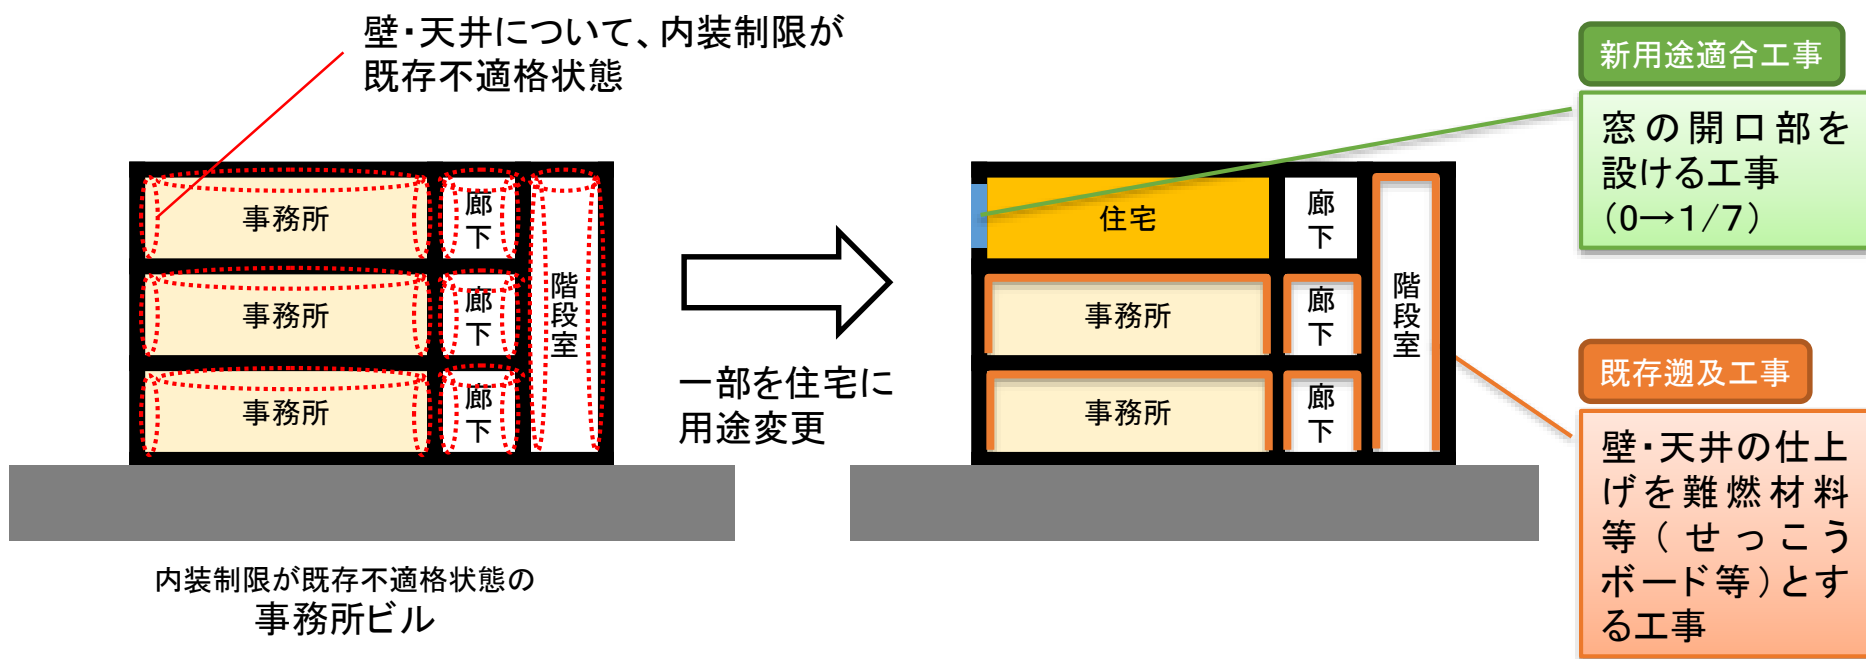 壁・天井について、内装制限が
既存不適格状態
事務所
廊
下
事務所
廊
下
事務所
廊
下
階
段
室
内装制限が既存不適格状態の
事務所ビル
一部を住宅に
用途変更
住宅
廊
下
事務所
廊
下
事務所
廊
下
階
段
室
新用途適合工事
窓の開口部を
設ける工事
(0→1/7)
既存遡及工事
壁・天井の仕上
げを難燃材料
等(せっこう
ボード等)とす
る工事